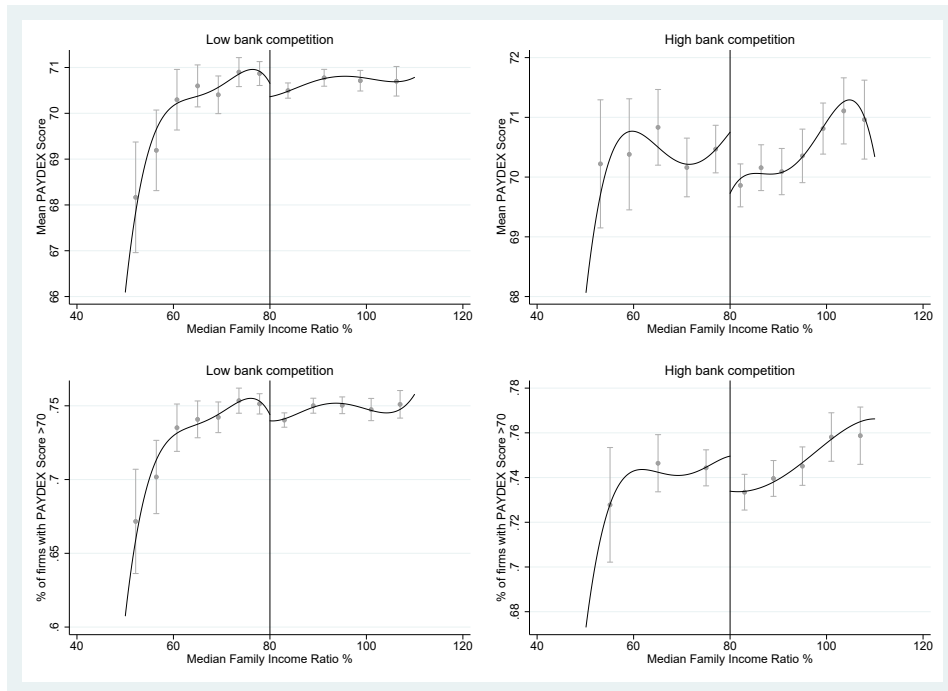 Low bank competition
Mean PAYDEX Score
71
70
69
68
67
66
40 60 80 100 120
Median Family Income Ratio %
High bank competition
Mean PAYDEX Score
72
71
70
69
68
40 60 80 100 120
Median Family Income Ratio %
Low bank competition
% of firms with PAYDEX Score >70
.75
.7
.65
.6
40 60 80 100 120
Median Family Income Ratio %
High bank competition
% of firms with PAYDEX Score >70
.78
.76
.74
.72
.7
.68
40 60 80 100 120
Median Family Income Ratio %